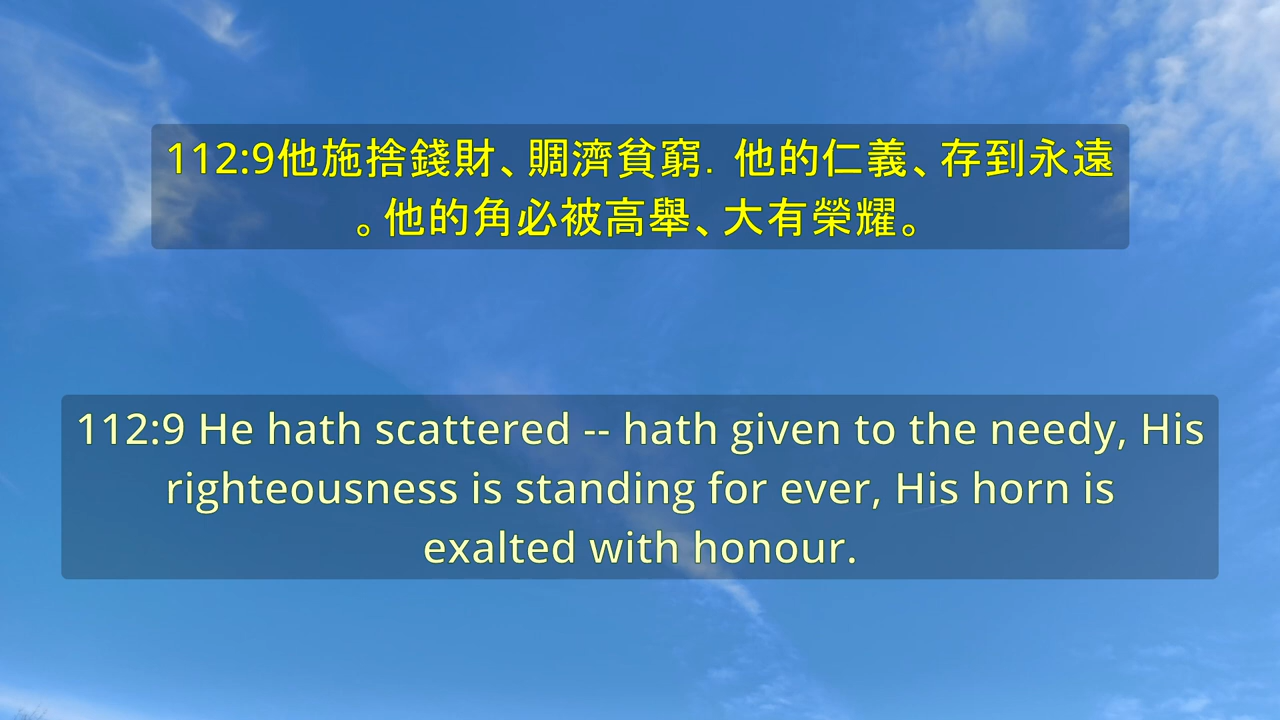 112:9他施捨錢財、賙濟貧窮．他的仁義、存到永遠
。他的角必被高舉、大有榮耀。
112:9 He hath scattered -- hath given to the needy, His
righteousness is standing for ever, His horn is
exalted with honour.